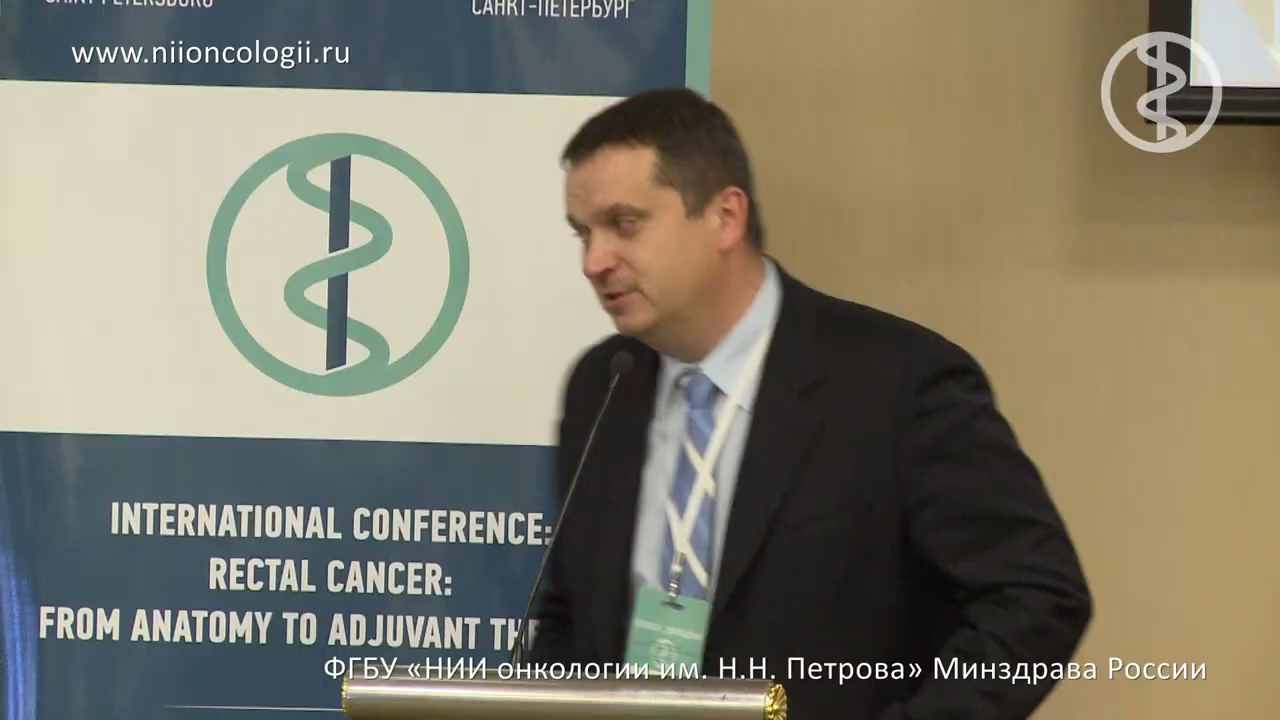 САНКТ-ПЕТЕРБУРГ
www.niioncologii.ru
INTERNATIONAL CONFERENCE:
RECTAL CANCER:
FROM ANATOMY TO ADJUVANT
ФГБУ «НИИ онкологии им. Н.Н. Петрова» Минздрава России